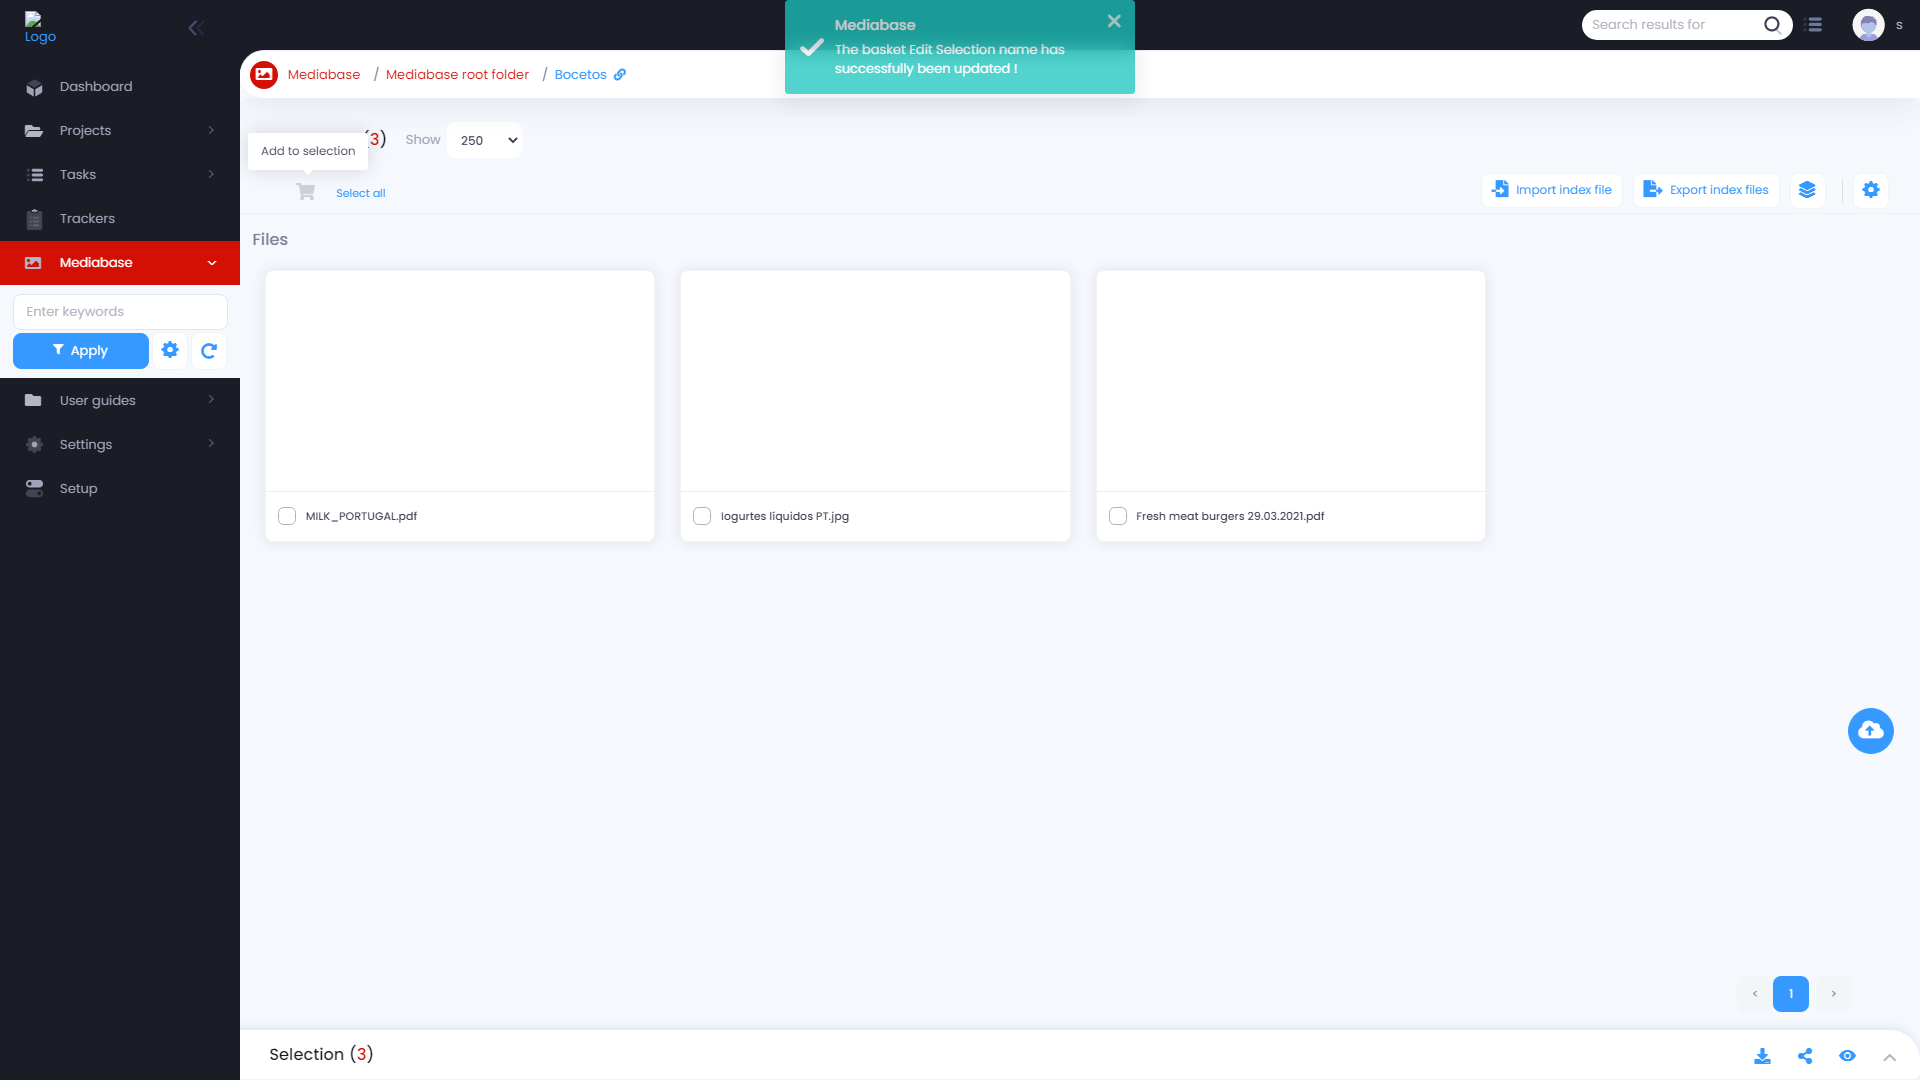 Logo
Mediabase
The basket Edit Selection name has
successfully been updated !
Search results for
s
Dashboard
Projects
Tasks
Trackers
Mediabase
Enter keywords
Apply
User guides
Settings
Setup
Mediabase / Mediabase root folder / Bocetos
(3) Show 250
Add to selection
Select all
Import index file
Export index files
Files
MILK_PORTUGAL.pdf
Iogurtes líquidos PT.jpg
Fresh meat burgers 29.03.2021.pdf
< 1 >
Selection (3)